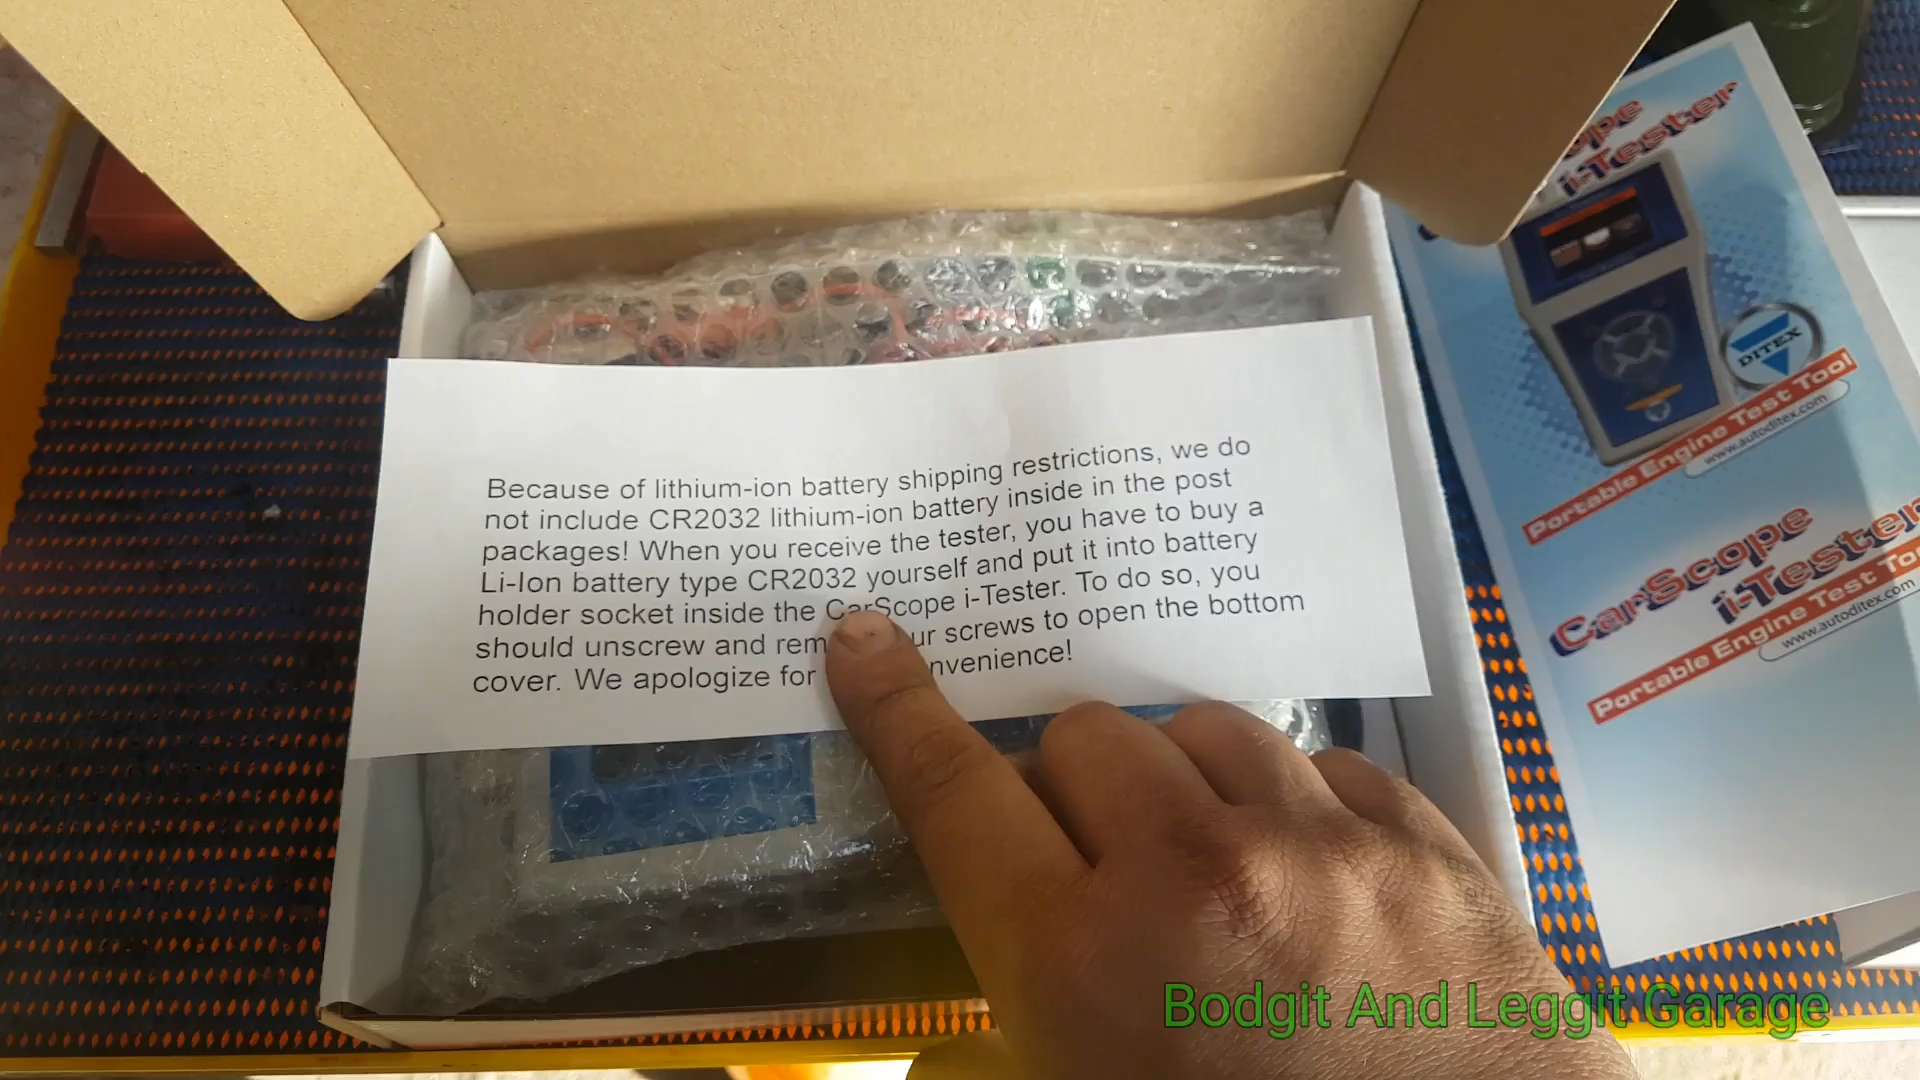 Because of lithium-ion battery shipping restrictions, we do
not include CR2032 lithium-ion battery inside in the post
packages! When you receive the tester, you have to buy a
Li-Ion battery type CR2032 yourself and put it into battery
holder socket inside the CarScope i-Tester. To do so, you
should unscrew and rem ur screws to open the bottom
cover. We apologize for nvenience!
ope
i-Tester
DITEX
Portable Engine Test Tool
www.autoditex.com
CarScope
i-Tester
Portable Engine Test Too
www.autoditex.com
Bodgit And Leggit Garage